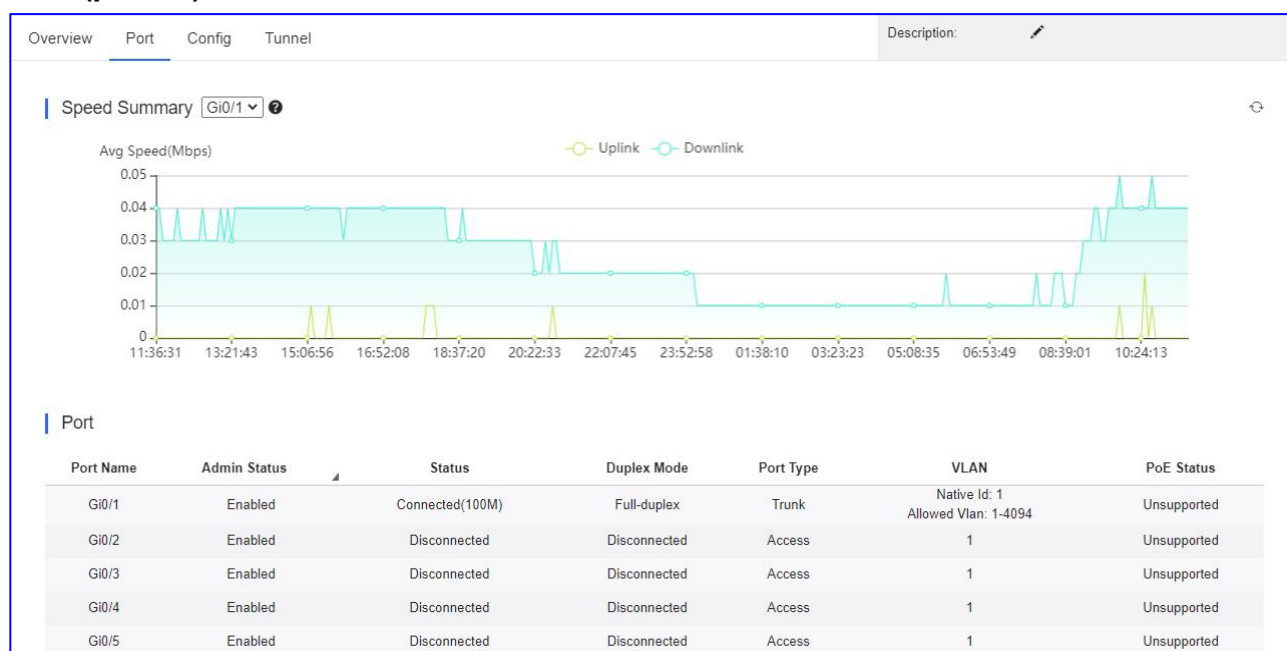 Overview Port Config Tunnel Description:
Speed Summary Gi0/1
Avg Speed(Mbps) Uplink Downlink
0.05
0.04
0.03
0.02
0.01
0
11:36:31 13:21:43 15:06:56 16:52:08 18:37:20 20:22:33 22:07:45 23:52:58 01:38:10 03:23:23 05:08:35 06:53:49 08:39:01 10:24:13
Port
Port Name Admin Status Status Duplex Mode Port Type VLAN PoE Status
Gi0/1 Enabled Connected(100M) Full-duplex Trunk Native Id: 1 Unsupported
Allowed Vlan: 1-4094
Gi0/2 Enabled Disconnected Disconnected Access 1 Unsupported
Gi0/3 Enabled Disconnected Disconnected Access 1 Unsupported
Gi0/4 Enabled Disconnected Disconnected Access 1 Unsupported
Gi0/5 Enabled Disconnected Disconnected Access 1 Unsupported